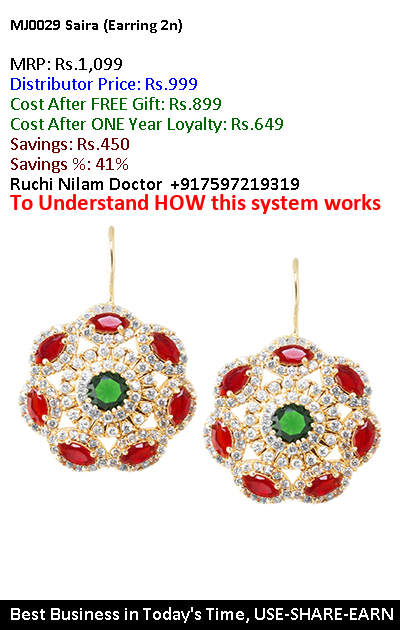 MJ0029 Saira (Earring 2n)
MRP: Rs.1,099
Distributor Price: Rs.999
Cost After FREE Gift: Rs.899
Cost After ONE Year Loyalty: Rs.649
Savings: Rs.450
Savings %: 41%
Ruchi Nilam Doctor +917597219319
To Understand HOW this system works
Best Business in Today's Time, USE-SHARE-EARN